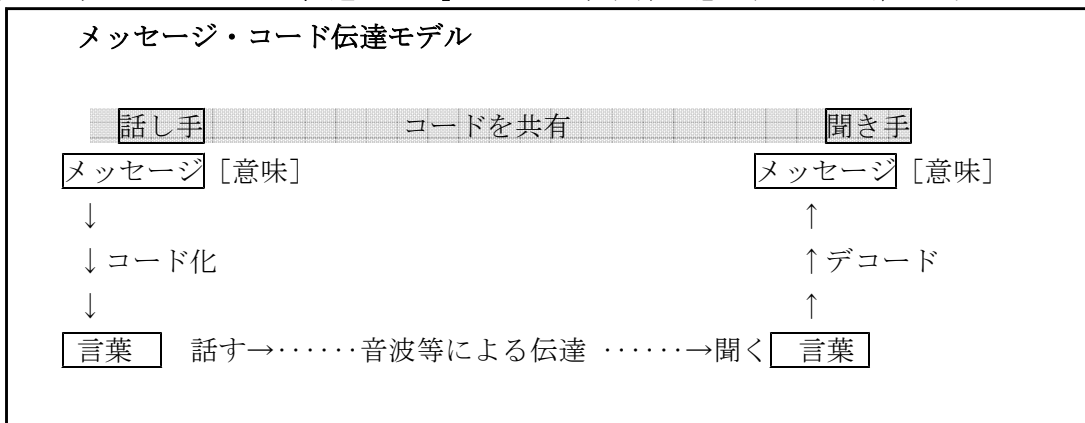 メッセージ・コード伝達モデル
話し手 コードを共有 聞き手
メッセージ [意味] メッセージ [意味]
↓ ↑
↓コード化 ↑デコード
↓ ↑
言葉 話す→‥‥‥音波等による伝達 ‥‥‥→聞く 言葉